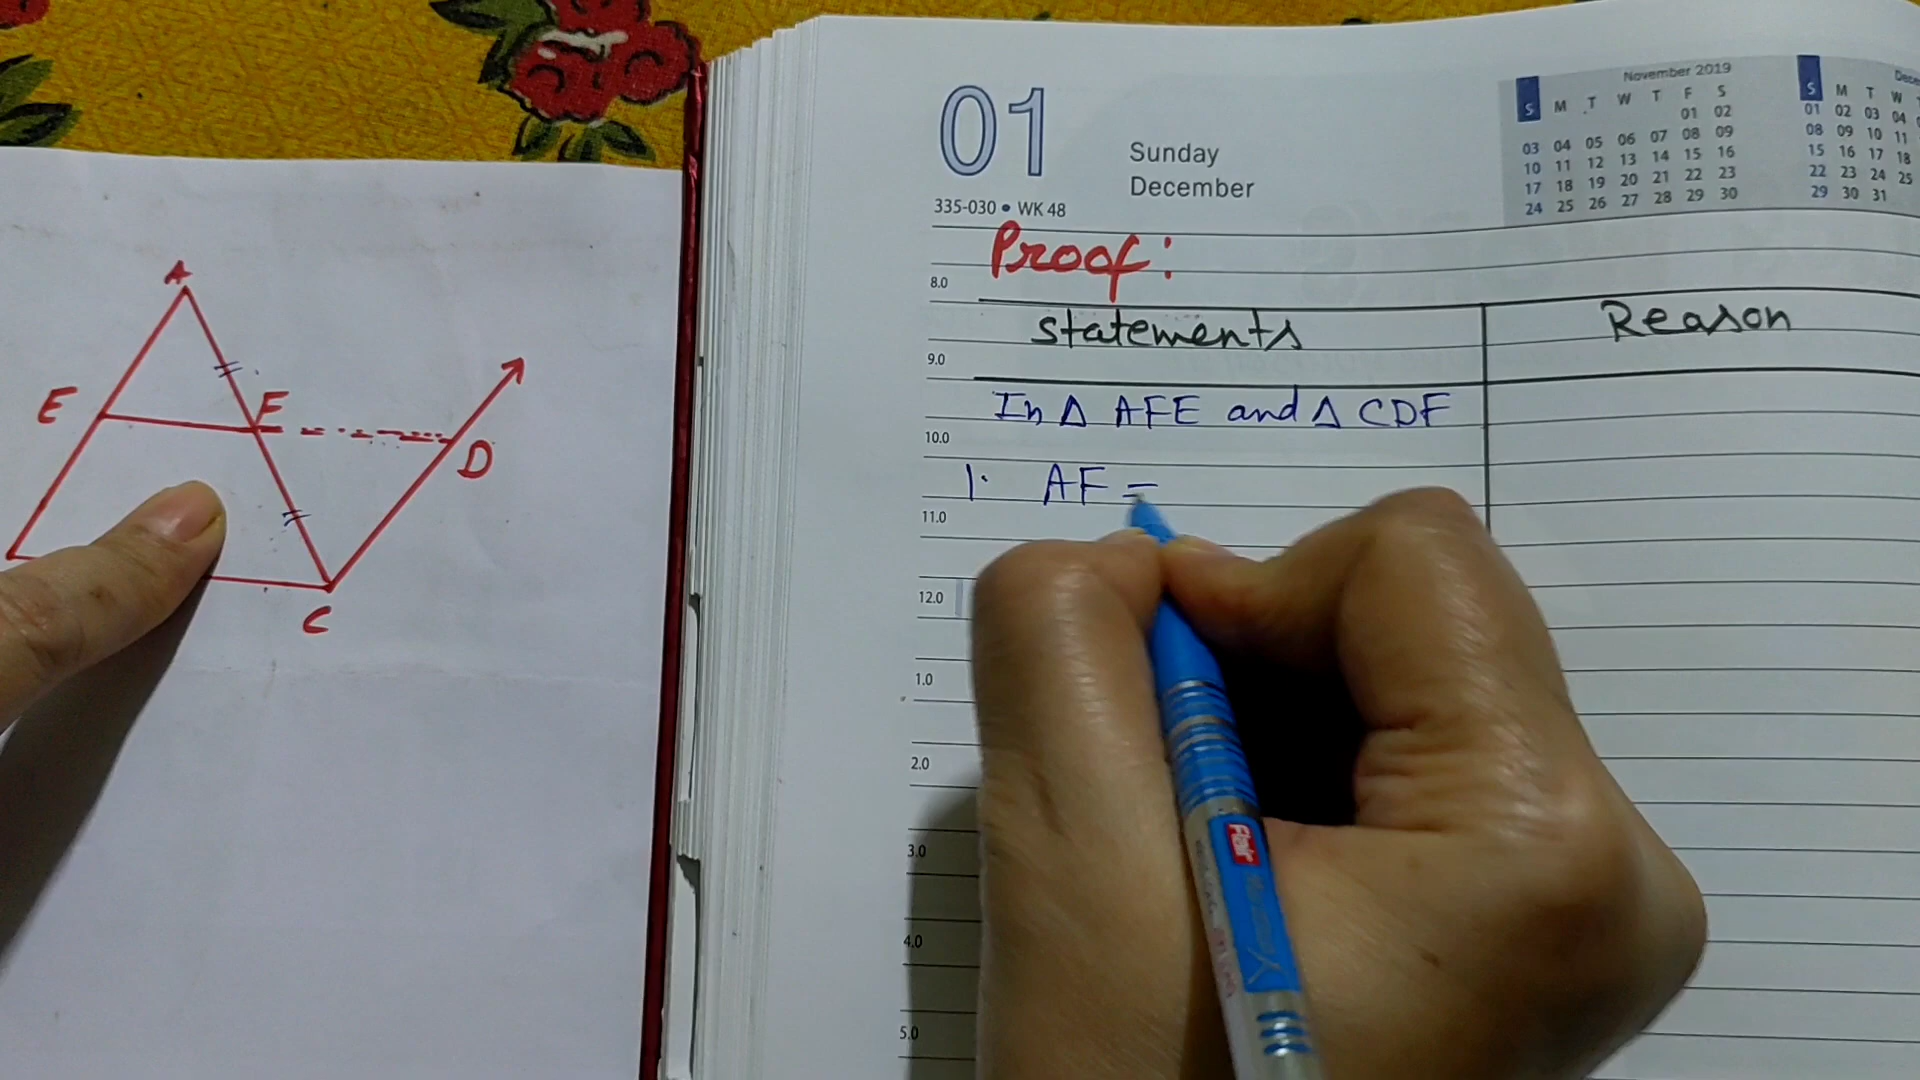 A
E
F
D
C
01
Sunday
December
335-030 • WK 48
November 2019
S M T W T F S
01 02
03 04 05 06 07 08 09
10 11 12 13 14 15 16
17 18 19 20 21 22 23
24 25 26 27 28 29 30
S M T W
01 02 03 04
08 09 10 11
15 16 17 18
22 23 24 25
29 30 31
Proof:
8.0
statements
Reason
9.0
In Δ AFE and Δ CDF
10.0
1. AF =
11.0
12.0
1.0
2.0
3.0
4.0
5.0
Flair